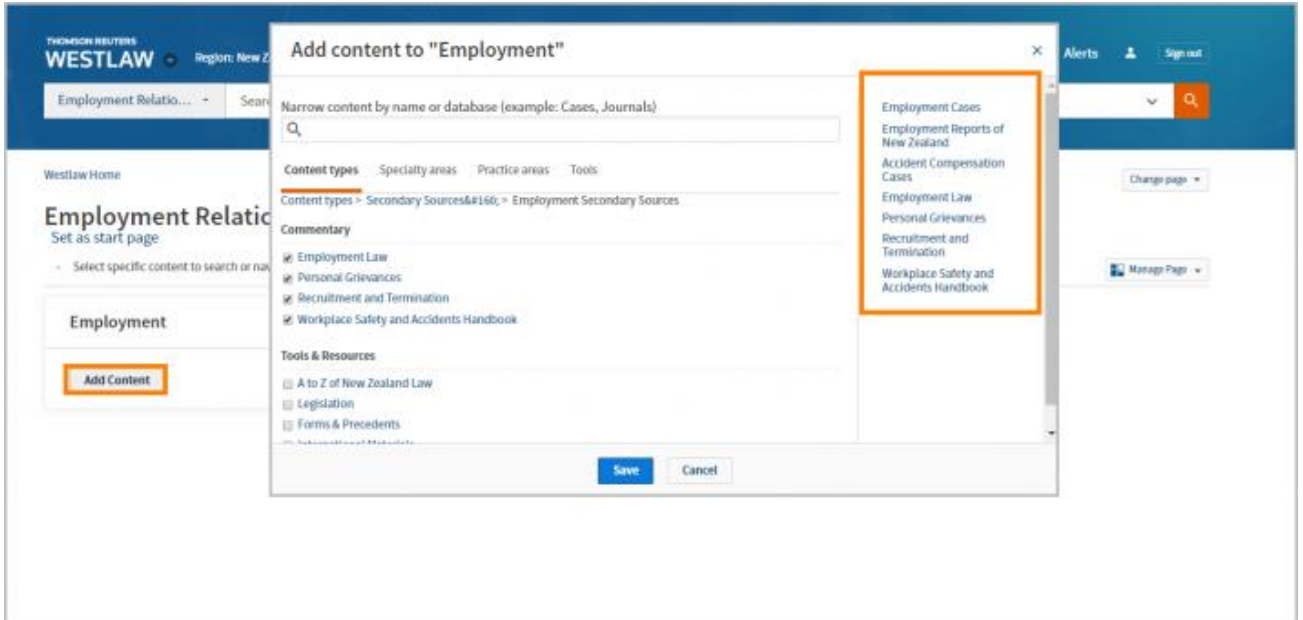 THOMSON REUTERS
WESTLAW
Region: New Z
Add content to "Employment"
×
Alerts
Sign out
Employment Relatio...
Sear
Narrow content by name or database (example: Cases, Journals)
Content types
Specialty areas
Practice areas
Tools
Content types > Secondary Sources&#160; > Employment Secondary Sources
Commentary
Employment Law
Personal Grievances
Recruitment and Termination
Workplace Safety and Accidents Handbook
Tools & Resources
A to Z of New Zealand Law
Legislation
Forms & Precedents
International Materials
Employment Cases
Employment Reports of
New Zealand
Accident Compensation
Cases
Employment Law
Personal Grievances
Recruitment and
Termination
Workplace Safety and
Accidents Handbook
Save
Cancel
Westlaw Home
Change page
Employment Relatio
Set as start page
- Select specific content to search or nav
Manage Page
Employment
Add Content